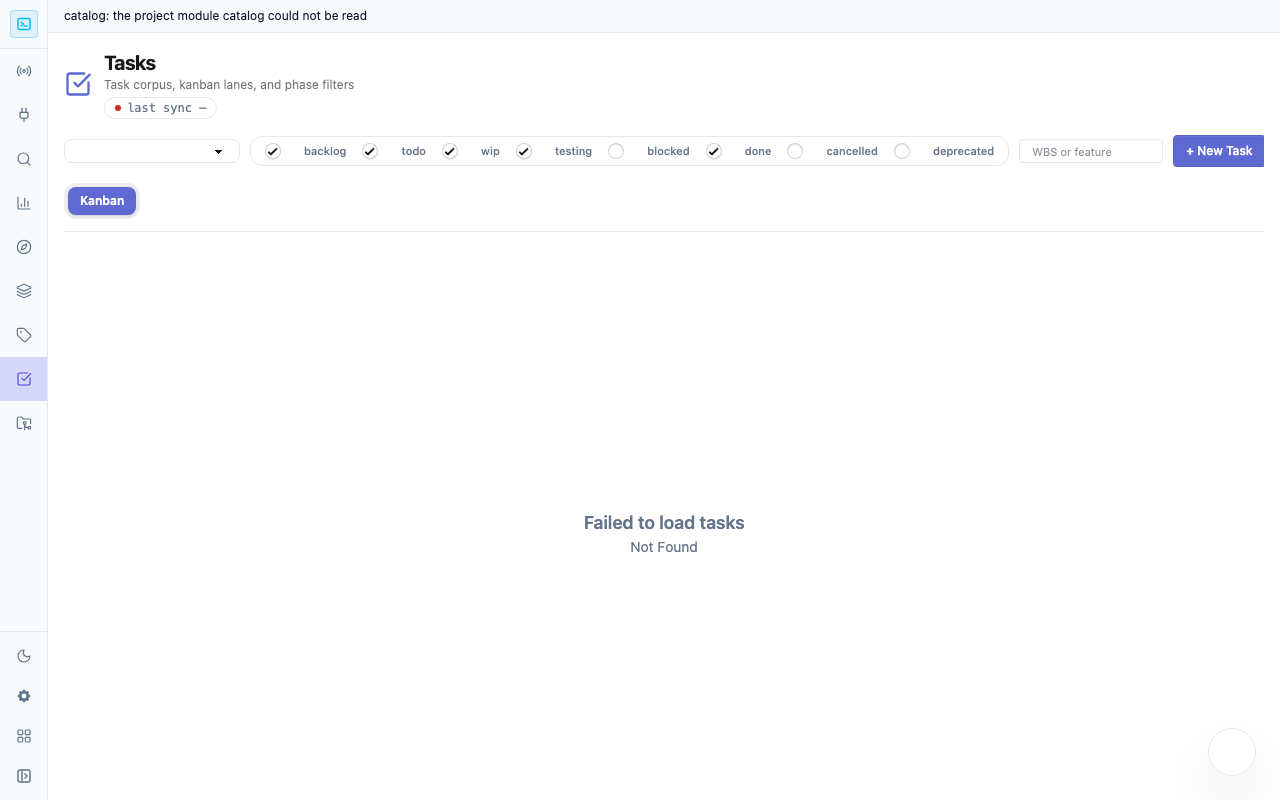 catalog: the project module catalog could not be read
Tasks
Task corpus, kanban lanes, and phase filters
last sync —
backlog todo wip testing blocked done cancelled deprecated WBS or feature + New Task
Kanban
Failed to load tasks
Not Found